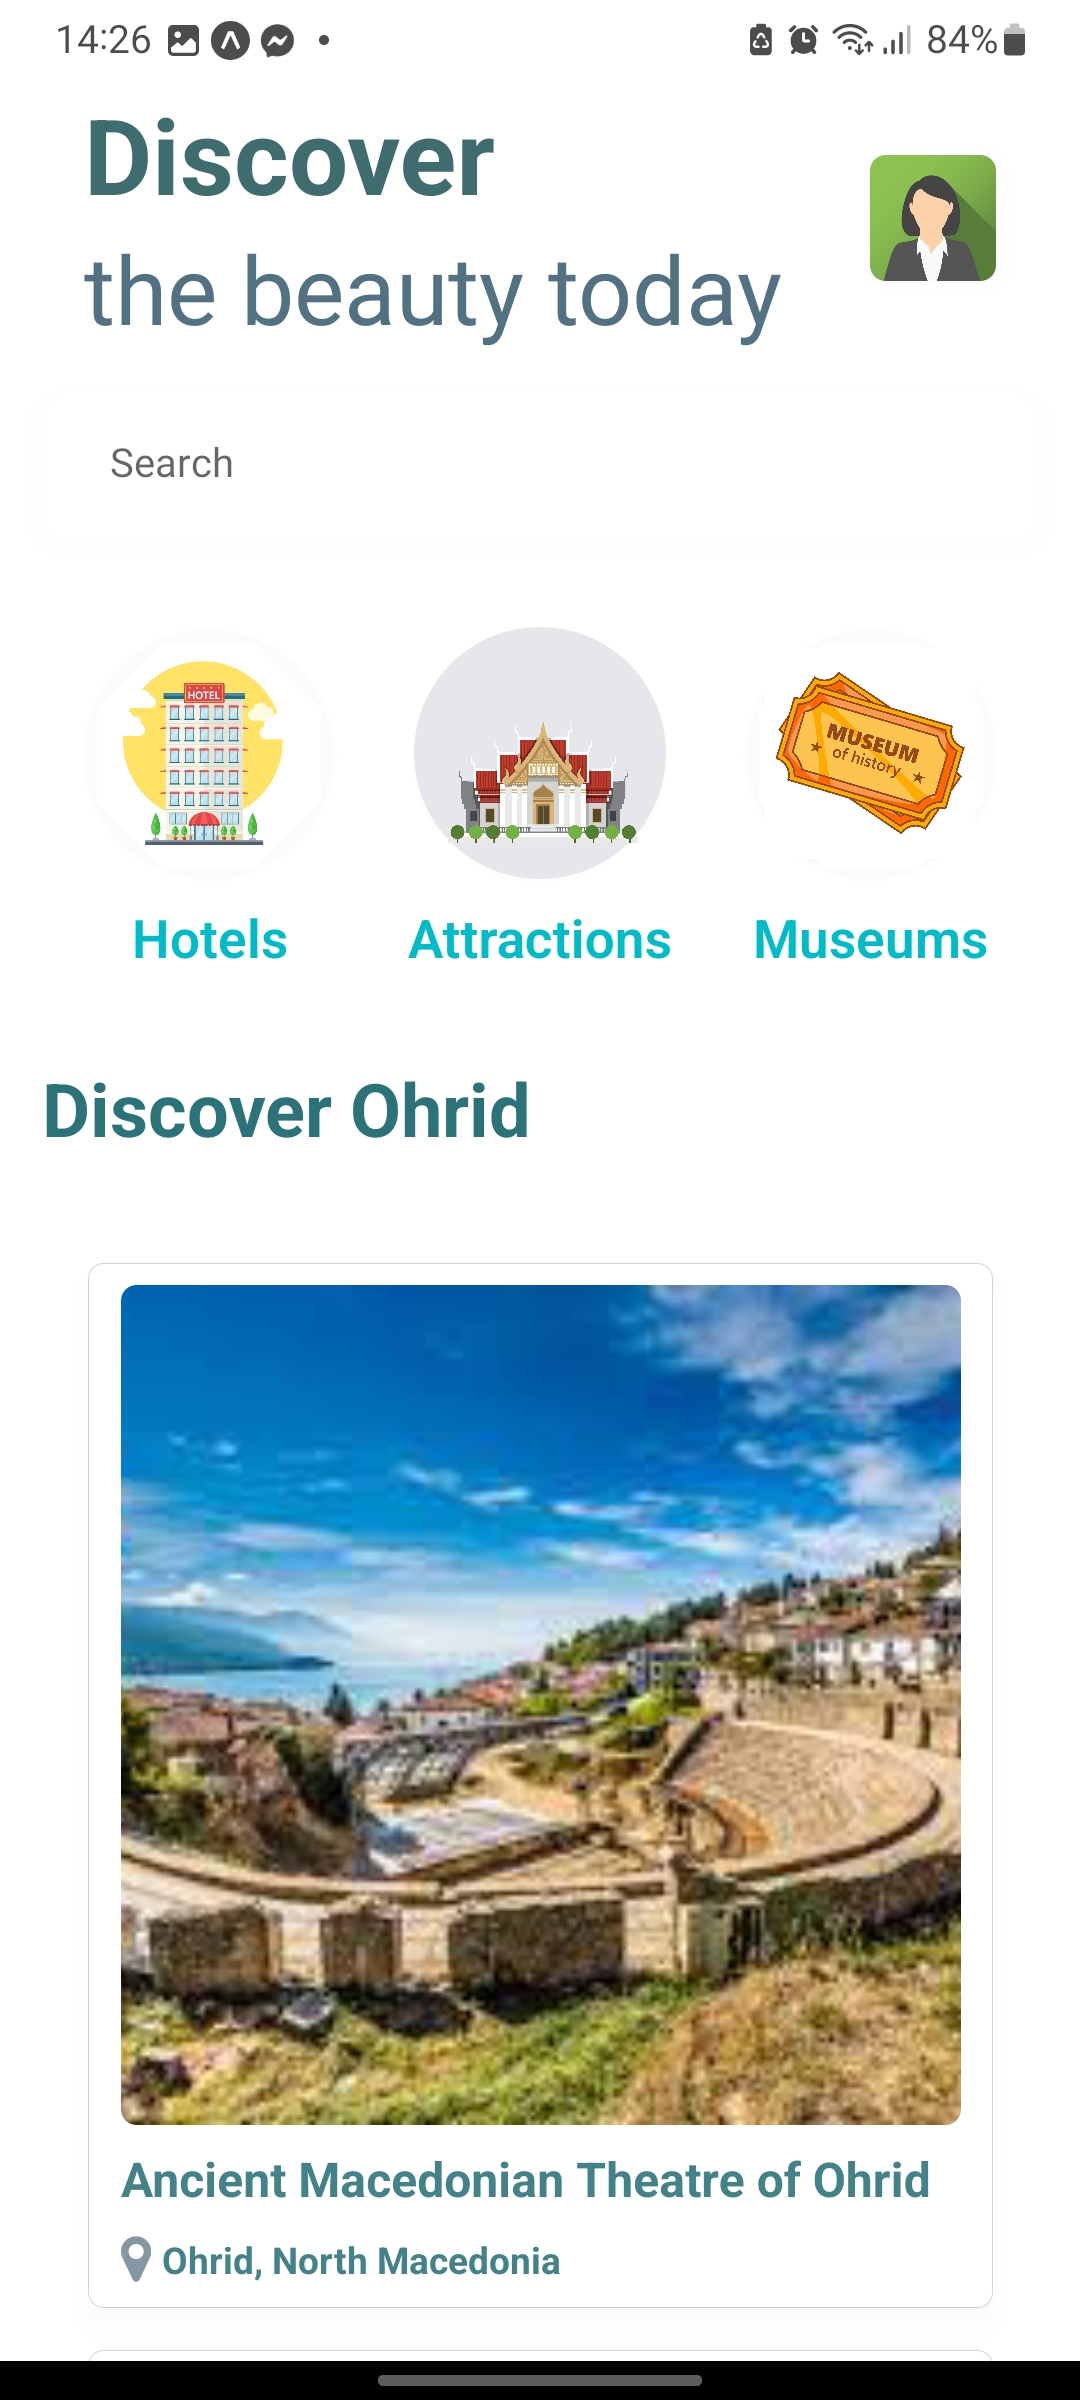 14:26
84%
Discover
the beauty today
Search
HOTEL
MUSEUM
of history
Hotels
Attractions
Museums
Discover Ohrid
Ancient Macedonian Theatre of Ohrid
Ohrid, North Macedonia